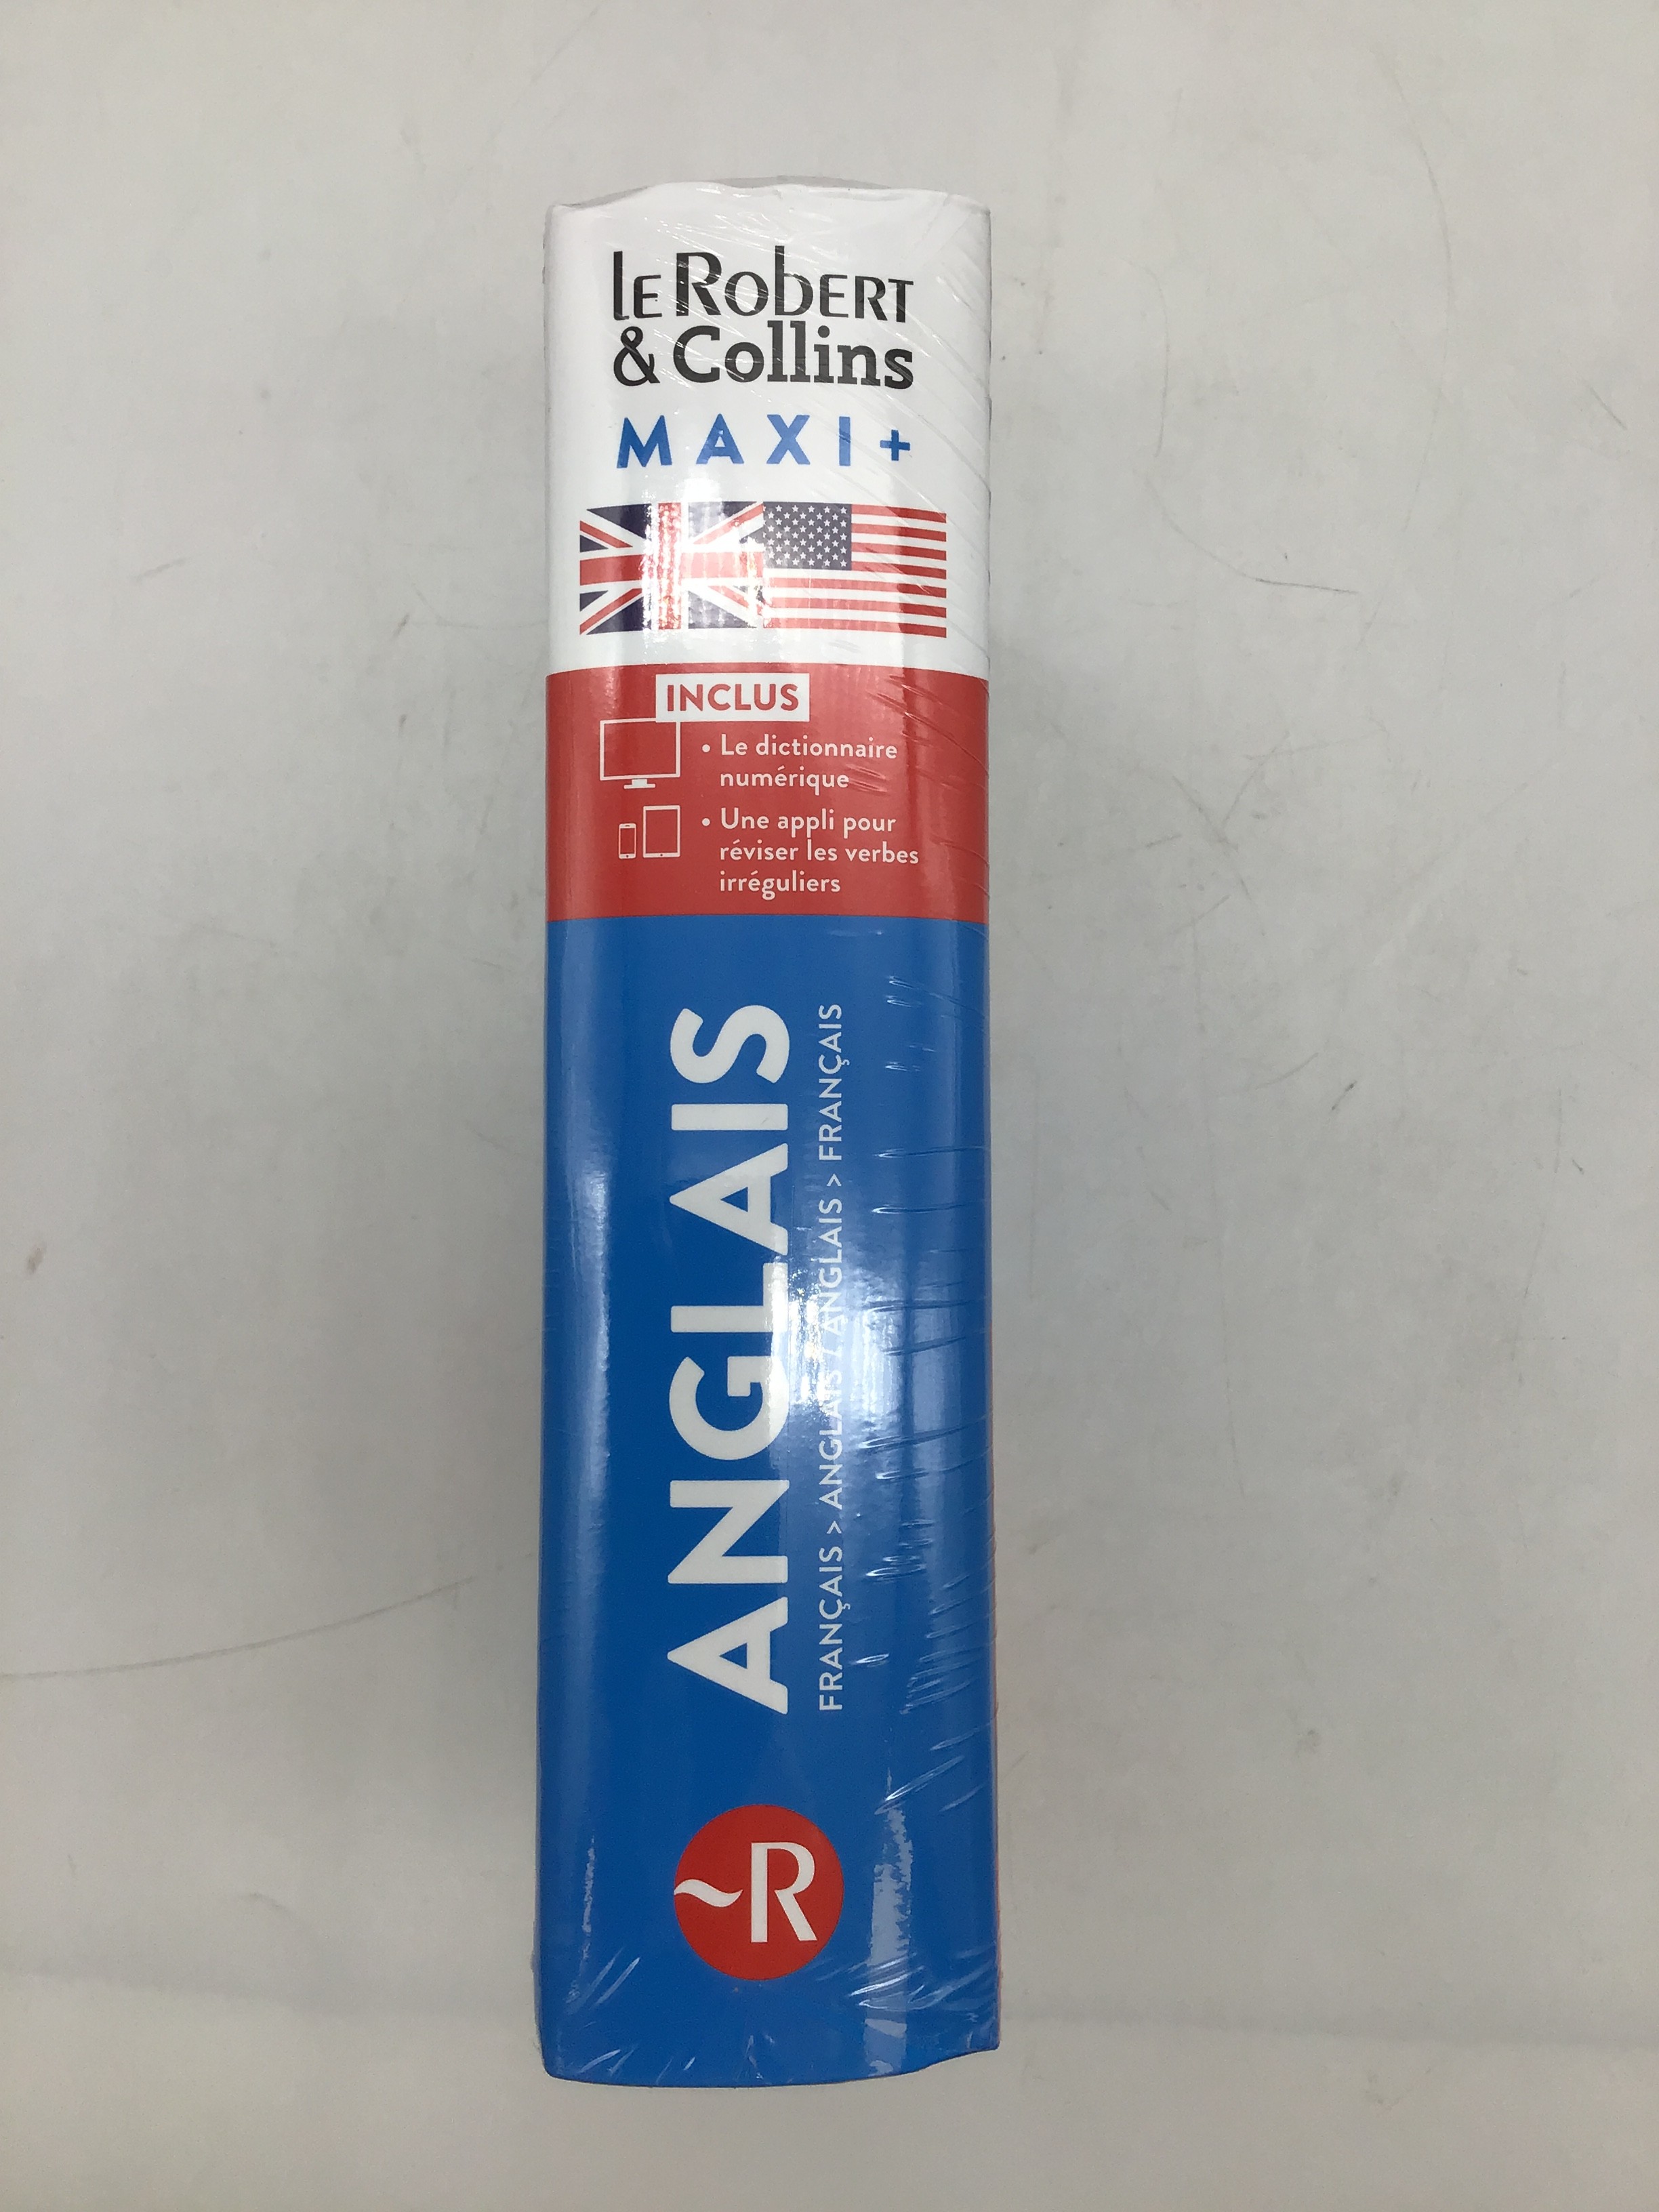 le Robert
& Collins
MAXI+
INCLUS
• Le dictionnaire
numérique
• Une appli pour
réviser les verbes
irréguliers
ANGLAIS
FRANÇAIS > ANGLAIS / ANGLAIS > FRANÇAIS
~R